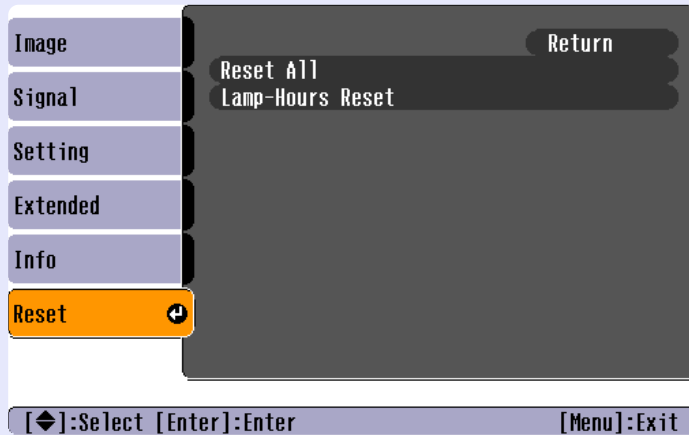 Image
Signal
Setting
Extended
Info
Reset
Return
Reset All
Lamp-Hours Reset
[◆]:Select [Enter]:Enter
[Menu]:Exit